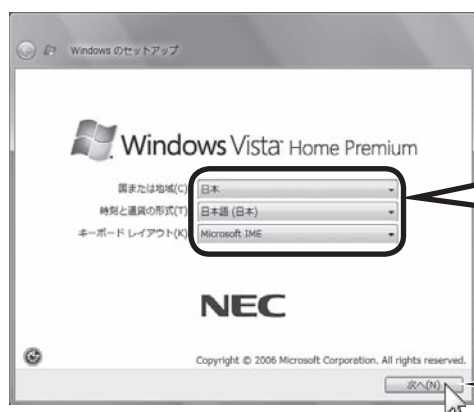 Windows のセットアップ
Windows Vista Home Premium
国または地域(C) 日本
時刻と通貨の形式(T) 日本語 (日本)
キーボード レイアウト(K) Microsoft IME
NEC
Copyright © 2006 Microsoft Corporation. All rights reserved.
次へ(N)